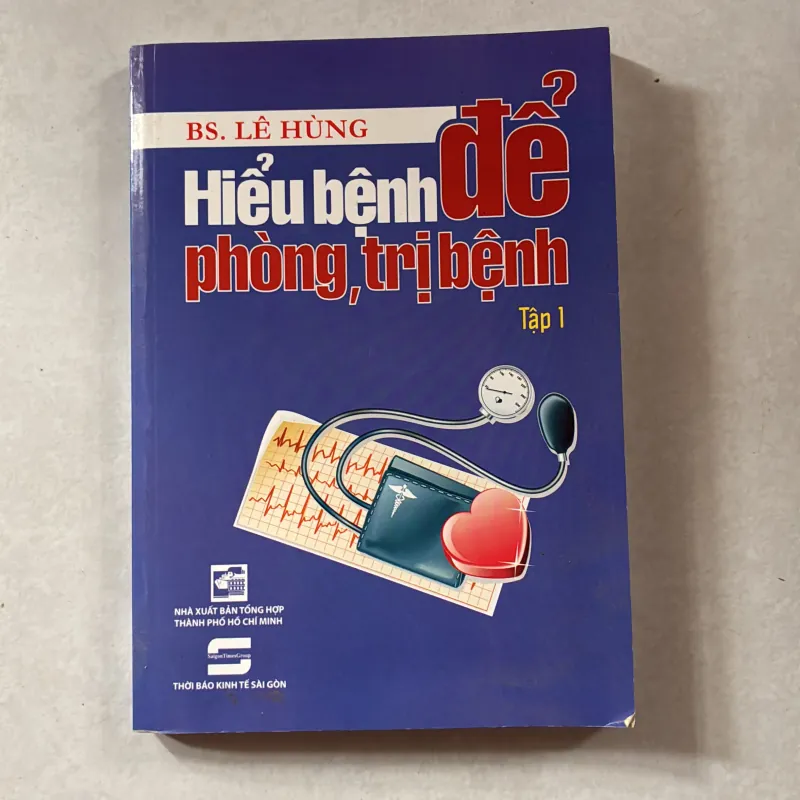 BS. LÊ HÙNG
Hiểu bệnh để
phòng, trị bệnh
Tập 1
NHÀ XUẤT BẢN TỔNG HỢP
THÀNH PHỐ HỒ CHÍ MINH
SaigonTimesGroup
THỜI BÁO KINH TẾ SÀI GÒN